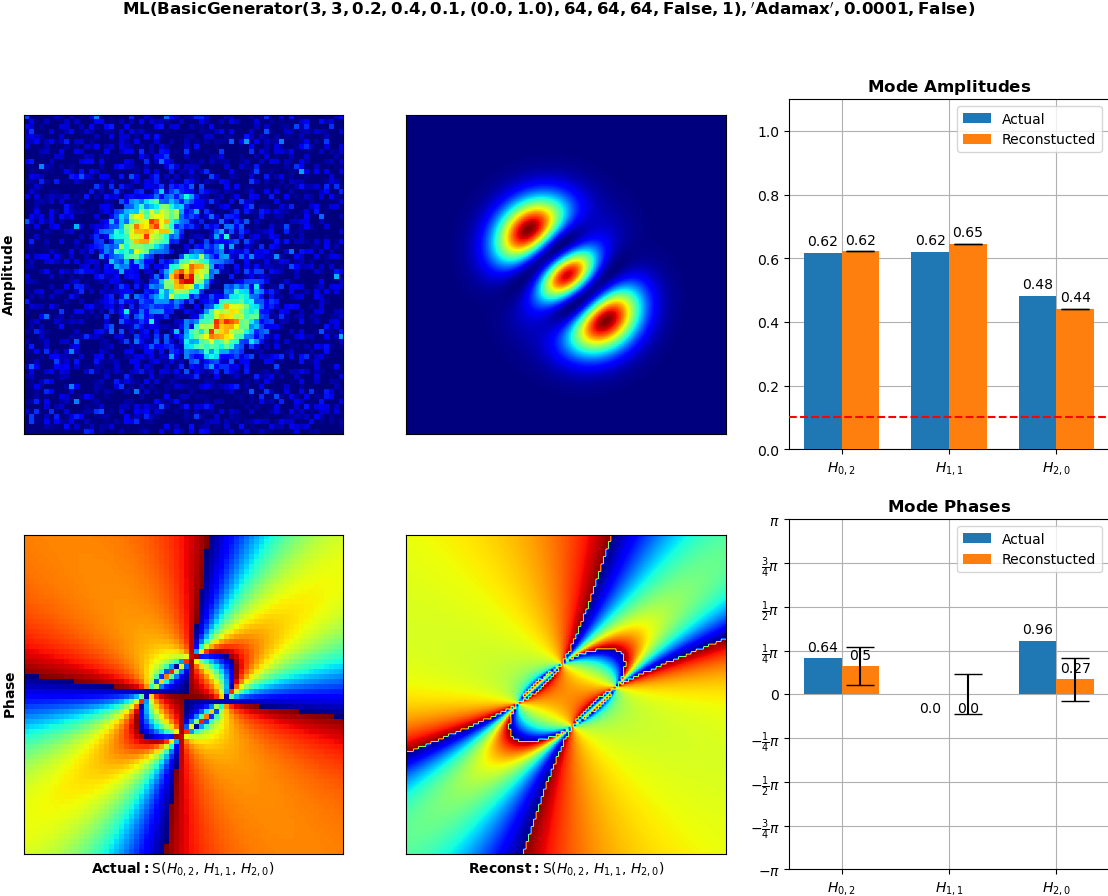 ML(BasicGenerator(3, 3, 0.2, 0.4, 0.1, (0.0, 1.0), 64, 64, 64, False, 1), 'Adamax', 0.0001, False)
Amplitude
Mode Amplitudes
Actual
Reconstucted
1.0
0.8
0.6
0.4
0.2
0.0
0.62
0.62
0.62
0.65
0.48
0.44
H0,2
H1,1
H2,0
Phase
Actual: S(H0,2, H1,1, H2,0)
Reconst: S(H0,2, H1,1, H2,0)
Mode Phases
Actual
Reconstucted
π
3/4π
1/2π
1/4π
0
−1/4π
−1/2π
−3/4π
−π
0.64
0.5
0.0
0.0
0.96
0.27
H0,2
H1,1
H2,0